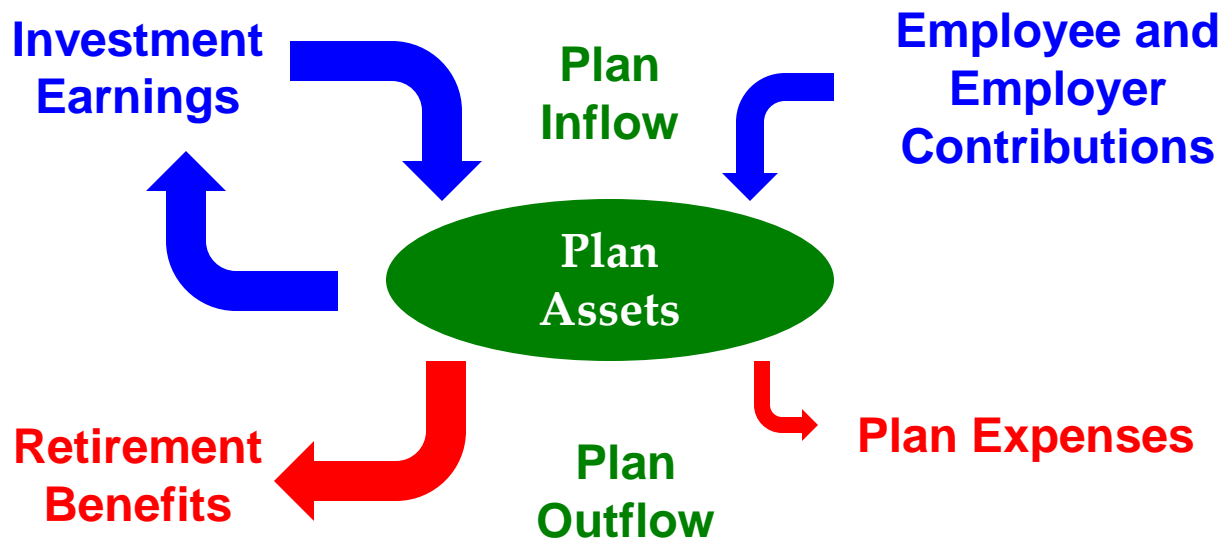 Investment
Earnings
Plan
Inflow
Employee and
Employer
Contributions
Plan
Assets
Retirement
Benefits
Plan
Outflow
Plan Expenses